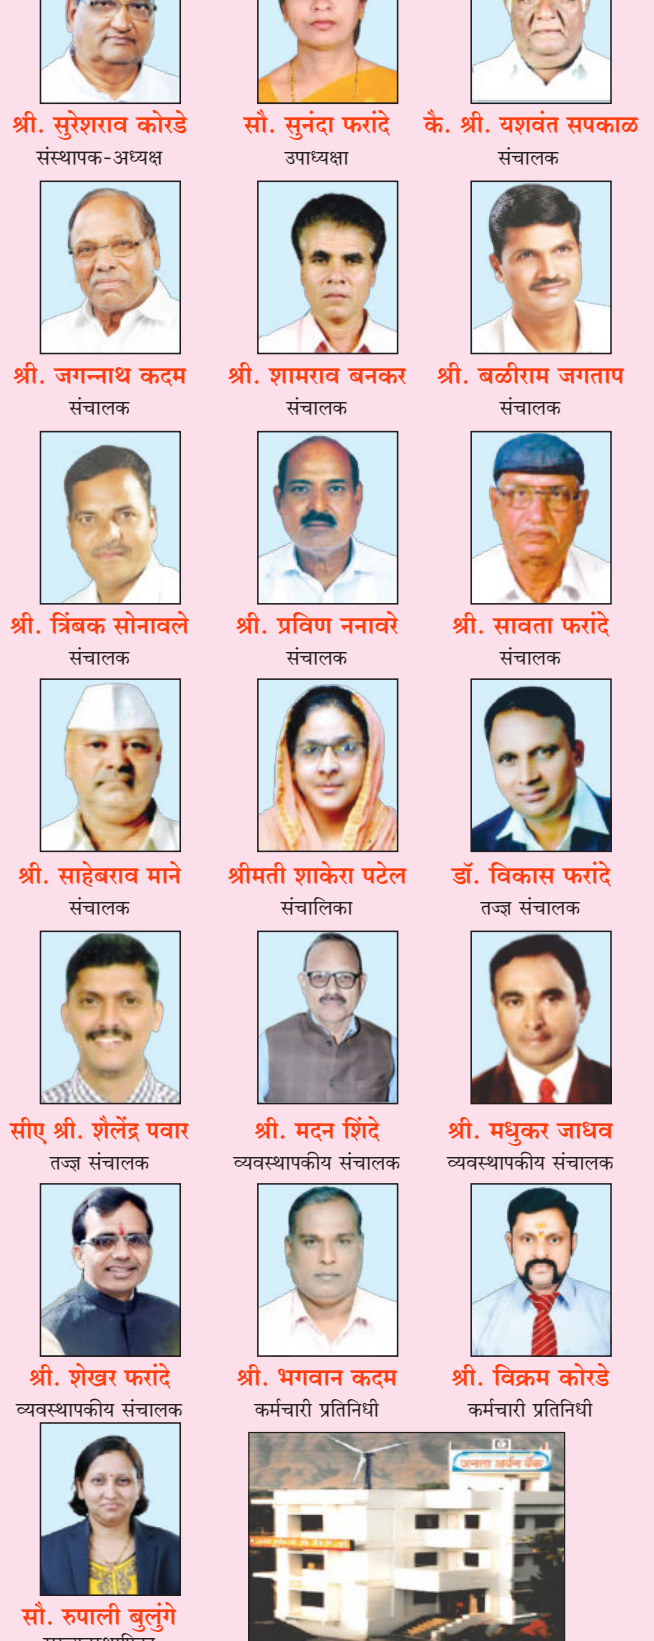 श्री. सुरेशराव कोरडे
संस्थापक-अध्यक्ष
सौ. सुनंदा फरांदे
उपाध्यक्षा
कै. श्री. यशवंत सपकाळ
संचालक
श्री. जगन्नाथ कदम
संचालक
श्री. शामराव बनकर
संचालक
श्री. बळीराम जगताप
संचालक
श्री. त्रिंबक सोनावले
संचालक
श्री. प्रविण ननावरे
संचालक
श्री. सावता फरांदे
संचालक
श्री. साहेबराव माने
संचालक
श्रीमती शाकेरा पटेल
संचालिका
डॉ. विकास फरांदे
तज्ज्ञ संचालक
सीए श्री. शैलेंद्र पवार
तज्ज्ञ संचालक
श्री. मदन शिंदे
व्यवस्थापकीय संचालक
श्री. मधुकर जाधव
व्यवस्थापकीय संचालक
श्री. शेखर फरांदे
व्यवस्थापकीय संचालक
श्री. भगवान कदम
कर्मचारी प्रतिनिधी
श्री. विक्रम कोरडे
कर्मचारी प्रतिनिधी
जनता अर्बन बँक
सौ. रुपाली बुलुंगे